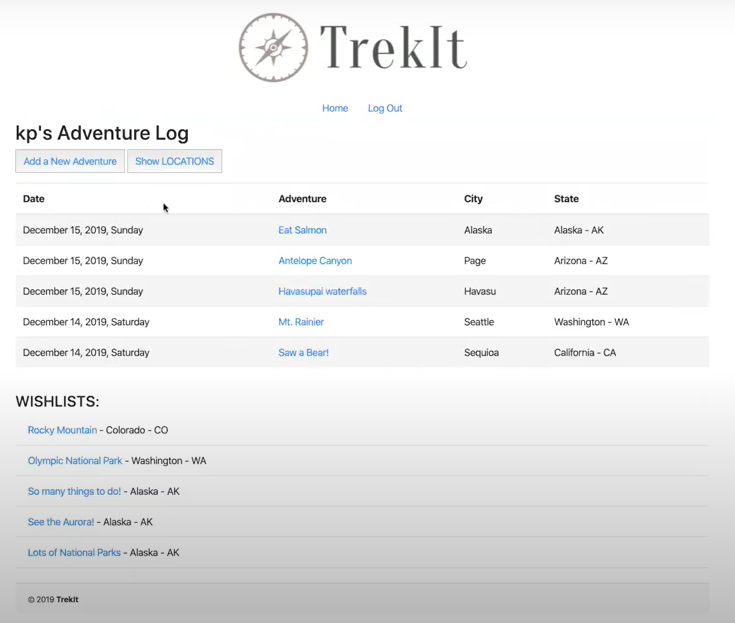 TrekIt
Home Log Out
kp's Adventure Log
Add a New Adventure Show LOCATIONS
Date Adventure City State
December 15, 2019, Sunday Eat Salmon Alaska Alaska - AK
December 15, 2019, Sunday Antelope Canyon Page Arizona - AZ
December 15, 2019, Sunday Havasupai waterfalls Havasu Arizona - AZ
December 14, 2019, Saturday Mt. Rainier Seattle Washington - WA
December 14, 2019, Saturday Saw a Bear! Sequioa California - CA
WISHLISTS:
Rocky Mountain - Colorado - CO
Olympic National Park - Washington - WA
So many things to do! - Alaska - AK
See the Aurora! - Alaska - AK
Lots of National Parks - Alaska - AK
© 2019 TrekIt